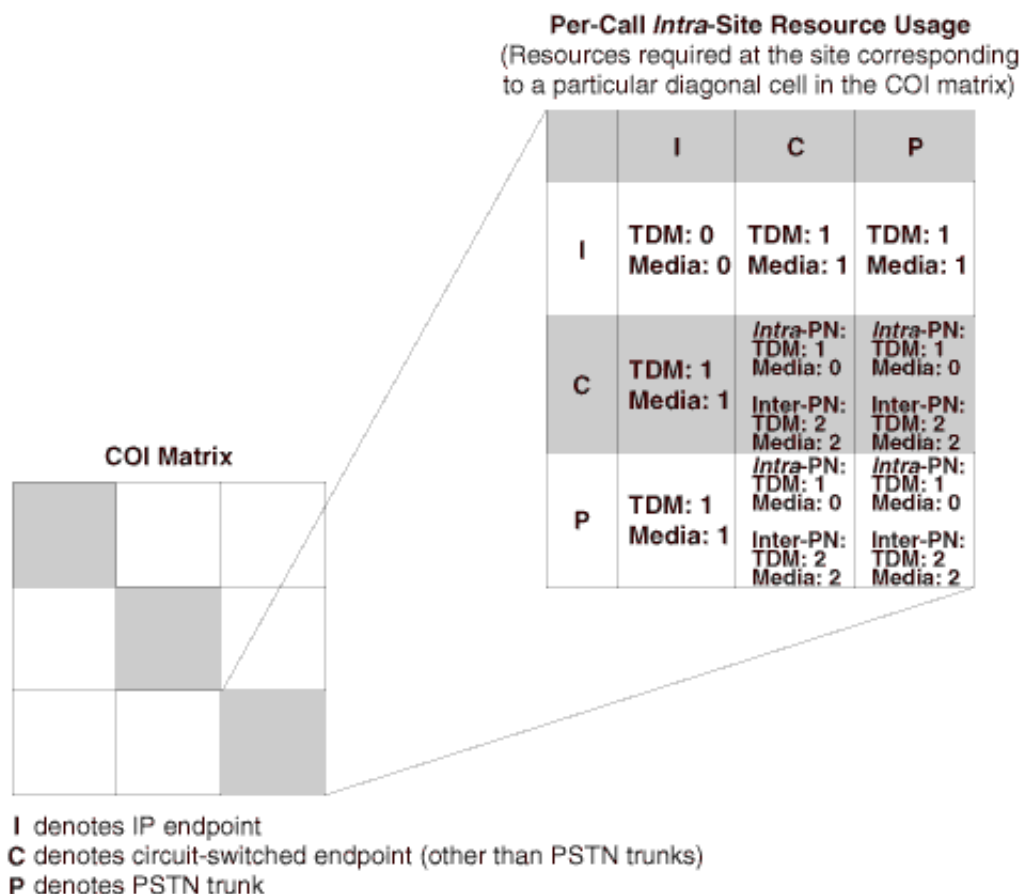 Per-Call Intra-Site Resource Usage
(Resources required at the site corresponding
to a particular diagonal cell in the COI matrix)
I C P
I
TDM: 0 TDM: 1 TDM: 1
Media: 0 Media: 1 Media: 1
C
TDM: 1
Media: 1
Intra-PN: Intra-PN:
TDM: 1 TDM: 1
Media: 0 Media: 0
Inter-PN: Inter-PN:
TDM: 2 TDM: 2
Media: 2 Media: 2
P
TDM: 1
Media: 1
Intra-PN: Intra-PN:
TDM: 1 TDM: 1
Media: 0 Media: 0
Inter-PN: Inter-PN:
TDM: 2 TDM: 2
Media: 2 Media: 2
COI Matrix
I denotes IP endpoint
C denotes circuit-switched endpoint (other than PSTN trunks)
P denotes PSTN trunk